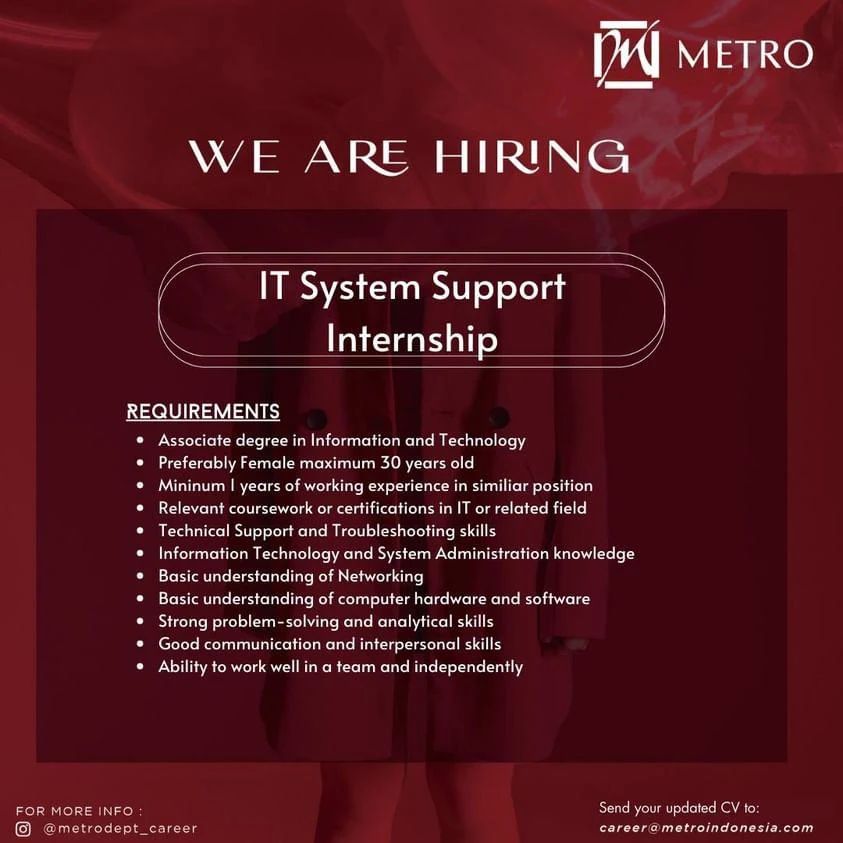 METRO
WE ARE HIRING
IT System Support
Internship
REQUIREMENTS
• Associate degree in Information and Technology
• Preferably Female maximum 30 years old
• Mininum 1 years of working experience in similiar position
• Relevant coursework or certifications in IT or related field
• Technical Support and Troubleshooting skills
• Information Technology and System Administration knowledge
• Basic understanding of Networking
• Basic understanding of computer hardware and software
• Strong problem-solving and analytical skills
• Good communication and interpersonal skills
• Ability to work well in a team and independently
FOR MORE INFO :
@metrodept_career
Send your updated CV to:
career@metroindonesia.com